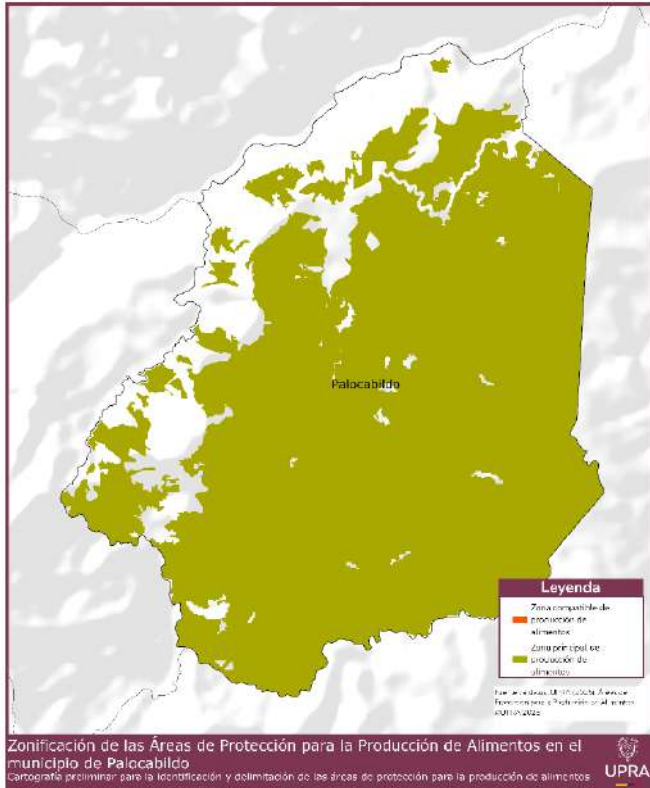 Palocabildo
Leyenda
Zona compatible de
producción de
alimentos
Zona principal de
producción de
alimentos
Zonificación de las Áreas de Protección para la Producción de Alimentos en el
municipio de Palocabildo
Cartografía preliminar para la identificación y delimitación de las áreas de protección para la producción de alimentos
UPRA